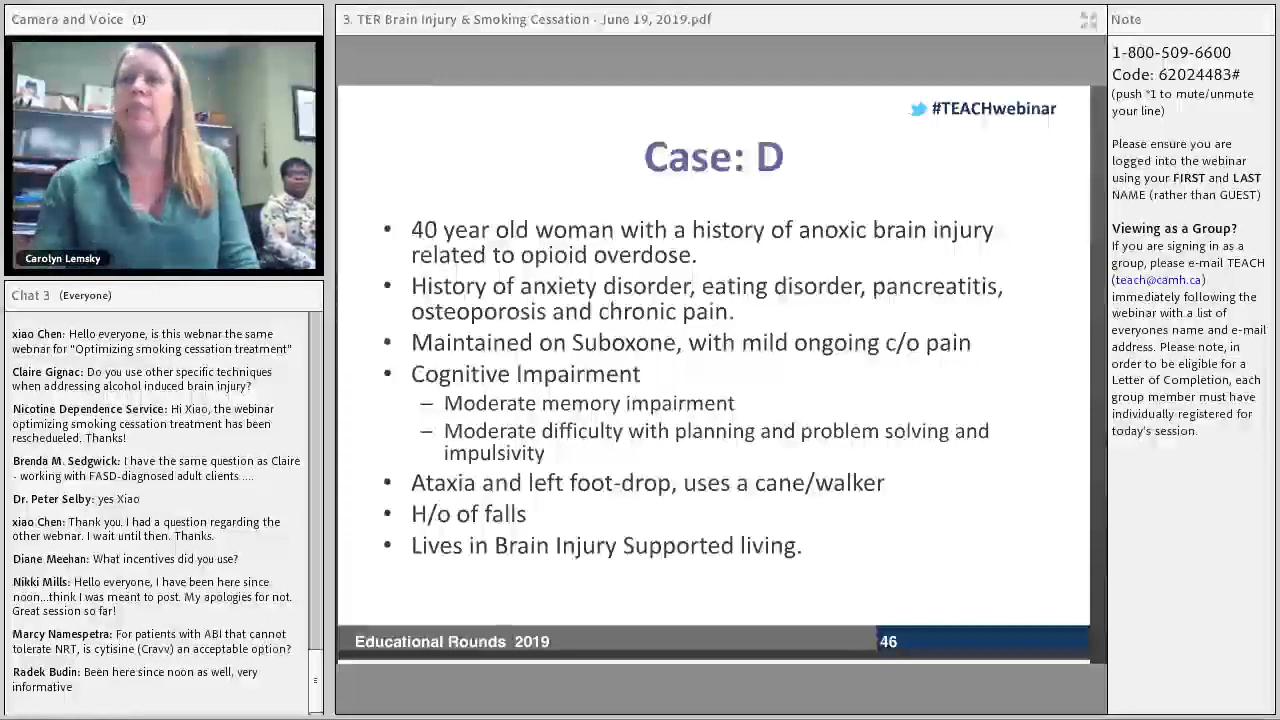 Camera and Voice (1)
Carolyn Lemsky
Chat 3 (Everyone)
xiao Chen: Hello everyone, is this webnar the same
webnar for "Optimizing smoking cessation treatment"
Claire Gignac: Do you use other specific techniques
when addressing alcohol induced brain injury?
Nicotine Dependence Service: Hi Xiao, the webinar
optimizing smoking cessation treatment has been
reschedueled. Thanks!
Brenda M. Sedgwick: I have the same question as Claire
- working with FASD-diagnosed adult clients ....
Dr. Peter Selby: yes Xiao
xiao Chen: Thank you. I had a question regarding the
other webinar. I wait until then. Thanks.
Diane Meehan: What incentives did you use?
Nikki Mills: Hello everyone, I have been here since
noon...think I was meant to post. My apologies for not.
Great session so far!
Marcy Namespetra: For patients with ABI that cannot
tolerate NRT, is cytisine (Cravv) an acceptable option?
Radek Budin: Been here since noon as well, very
informative
3. TER Brain Injury & Smoking Cessation - June 19, 2019.pdf
#TEACHwebinar
Case: D
• 40 year old woman with a history of anoxic brain injury
related to opioid overdose.
• History of anxiety disorder, eating disorder, pancreatitis,
osteoporosis and chronic pain.
• Maintained on Suboxone, with mild ongoing c/o pain
• Cognitive Impairment
– Moderate memory impairment
– Moderate difficulty with planning and problem solving and
impulsivity
• Ataxia and left foot-drop, uses a cane/walker
• H/o of falls
• Lives in Brain Injury Supported living.
Educational Rounds 2019
46
Note
1-800-509-6600
Code: 62024483#
(push *1 to mute/unmute
your line)
Please ensure you are
logged into the webinar
using your FIRST and LAST
NAME (rather than GUEST)
Viewing as a Group?
If you are signing in as a
group, please e-mail TEACH
(teach@camh.ca)
immediately following the
webinar with a list of
everyones name and e-mail
address. Please note, in
order to be eligible for a
Letter of Completion, each
group member must have
individually registered for
today's session.